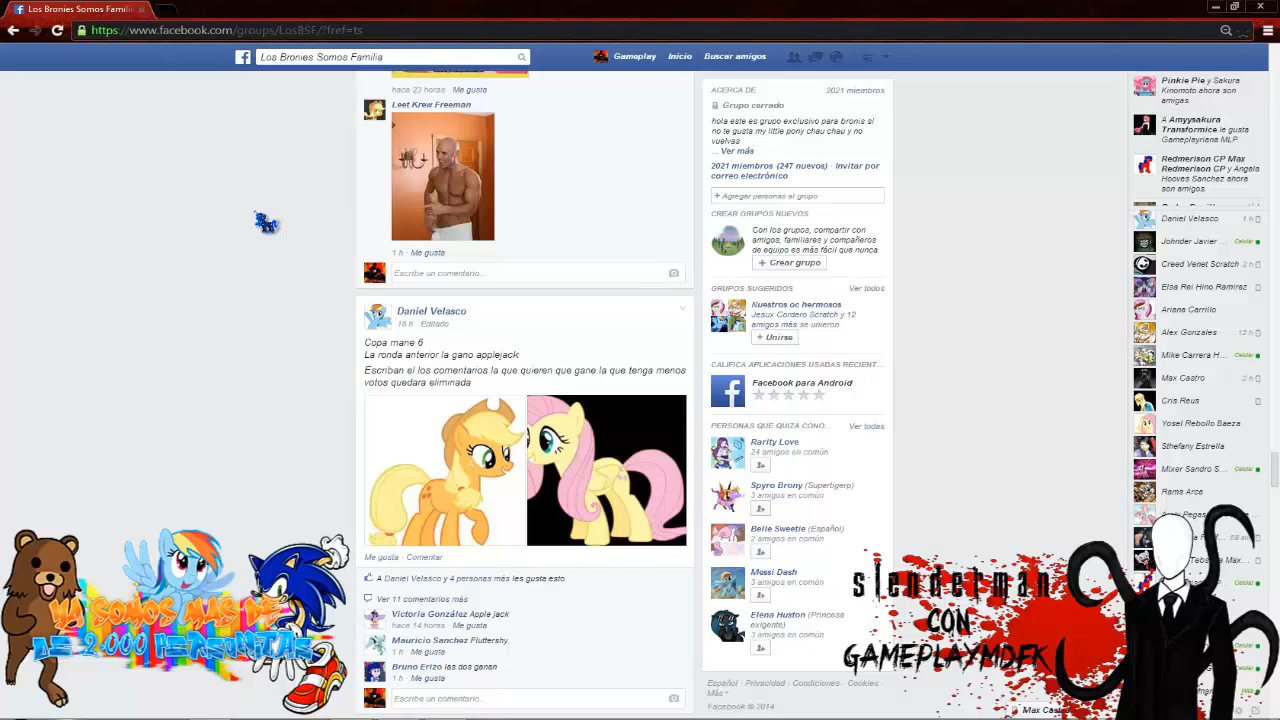 Los Bronies Somos Famili
https://www.facebook.com/groups/LosBSF/?fref=ts
Los Bronies Somos Familia
Gameplay
Inicio
Buscar amigos
hace 23 horas · Me gusta
Leet Krew Freeman
1 h · Me gusta
Escribe un comentario...
Daniel Velasco
18 h · Editado
Copa mane 6
La ronda anterior la gano applejack
Escriban el los comentarios la que quieren que gane la que tenga menos
votos quedara eliminada
Me gusta · Comentar
A Daniel Velasco y 4 personas más les gusta esto.
Ver 11 comentarios más
Victoria González Apple jack
hace 14 horas · Me gusta
Mauricio Sanchez Fluttershy.
1 h · Me gusta
Bruno Erizo las dos ganan
1 h · Me gusta
Escribe un comentario...
ACERCA DE
2021 miembros
Grupo cerrado
hola este es grupo exclusivo para bronis si
no te gusta my little pony chau chau y no
vuelvas
... Ver más
2021 miembros (247 nuevos) · Invitar por
correo electrónico
+ Agregar personas al grupo
CREAR GRUPOS NUEVOS
Con los grupos, compartir con
amigos, familiares y compañeros
de equipo es más fácil que nunca.
+ Crear grupo
GRUPOS SUGERIDOS
Ver todos
Nuestros oc hermosos
Jesux Cordero Scratch y 12
amigos más se unieron
+ Unirse
CALIFICA APLICACIONES USADAS RECIENT...
Facebook para Android
PERSONAS QUE QUIZÁ CONO...
Ver todas
Rarity Love
24 amigos en común
Spyro Brony (Supertigerp)
3 amigos en común
Belle Sweetie (Español)
2 amigos en común
Messi Dash
3 amigos en común
Elena Huston (Princesa
exigente)
3 amigos en común
Español · Privacidad · Condiciones · Cookies ·
Más
Facebook © 2014
Pinkie Pie y Sakura
Kinomoto ahora son
amigas.
A Amyysakura
Transformice le gusta
Gameplayriana MLP.
Redmerison CP Max
Redmerison CP y Angela
Hooves Sanchez ahora
son amigas.
Daniel Velasco 1 h
Johnder Javier
Creed Venet Scratch 2 h
Elsa Rei Hino Ramirez
Ariana Carrillo
Alex Gonzales 12 h
Mika Karrera H...
Max Castro 2 h
Cris Reus
Yosel Rebollo Baeza
Sthefany Estrella
Mixer Sandro S...
Rams Arce
YA SOMOS MAS DE
DE 2.000 PERSONITAS
slenderman
CON
GAMEPLAYMDFK